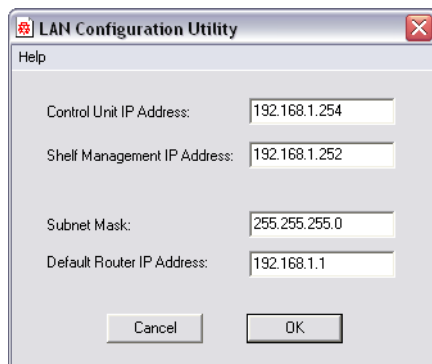 LAN Configuration Utility
Help
Control Unit IP Address: 192.168.1.254
Shelf Management IP Address: 192.168.1.252
Subnet Mask: 255.255.255.0
Default Router IP Address: 192.168.1.1
Cancel OK